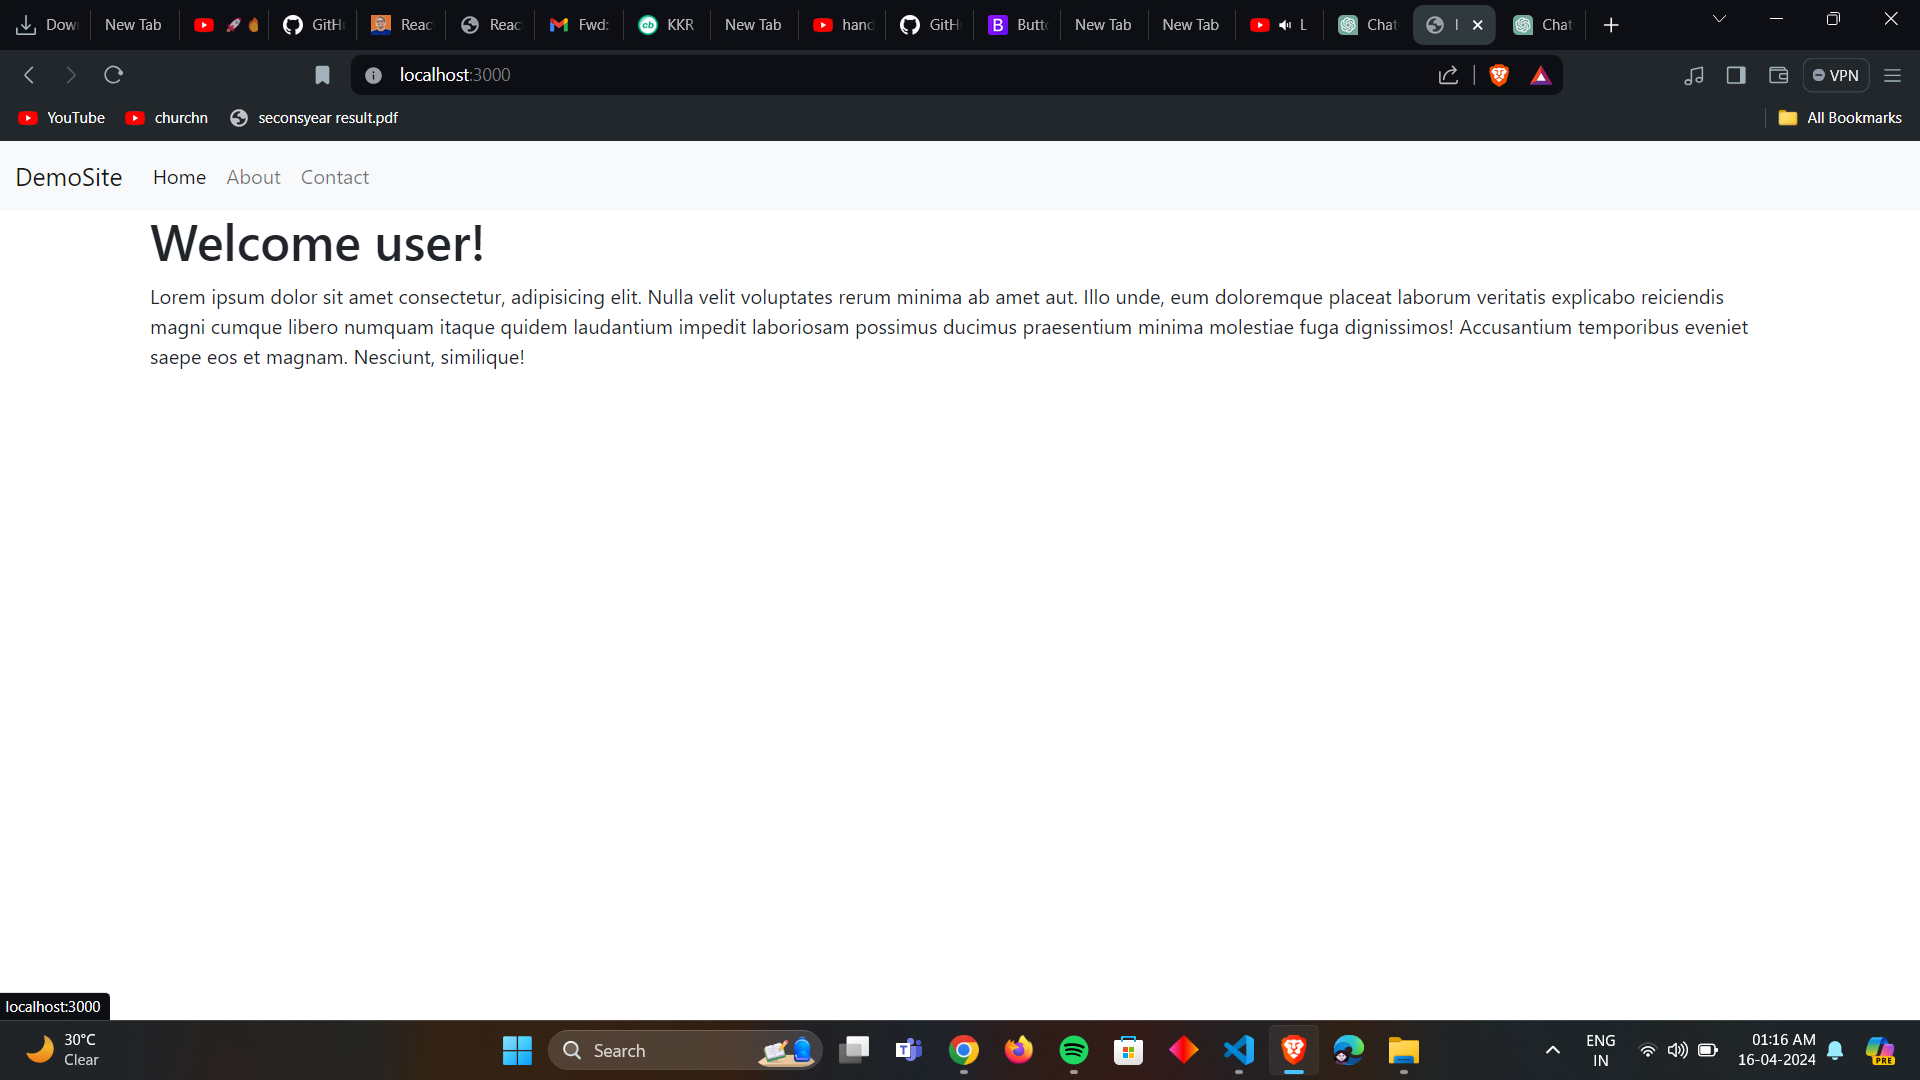 Dow
New Tab
GitH
Reac
Reac
Fwd:
KKR
New Tab
hand
GitH
Butt
New Tab
New Tab
L
Chat
Chat
localhost:3000
VPN
YouTube
churchn
seconsyear result.pdf
All Bookmarks
DemoSite
Home
About
Contact
Welcome user!
Lorem ipsum dolor sit amet consectetur, adipisicing elit. Nulla velit voluptates rerum minima ab amet aut. Illo unde, eum doloremque placeat laborum veritatis explicabo reiciendis
magni cumque libero numquam itaque quidem laudantium impedit laboriosam possimus ducimus praesentium minima molestiae fuga dignissimos! Accusantium temporibus eveniet
saepe eos et magnam. Nesciunt, similique!
localhost:3000
30°C
Clear
Search
ENG
IN
01:16 AM
16-04-2024
PRE